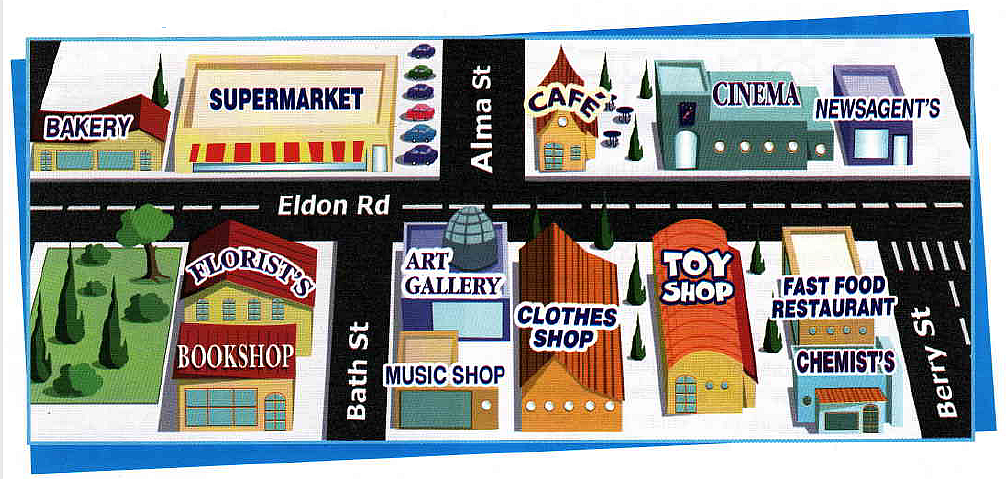 BAKERY
SUPERMARKET
Alma St
CAFÉ
CINEMA
NEWSAGENT'S
Eldon Rd
FLORIST'S
BOOKSHOP
Bath St
ART
GALLERY
MUSIC SHOP
CLOTHES
SHOP
TOY
SHOP
FAST FOOD
RESTAURANT
CHEMIST'S
Berry St